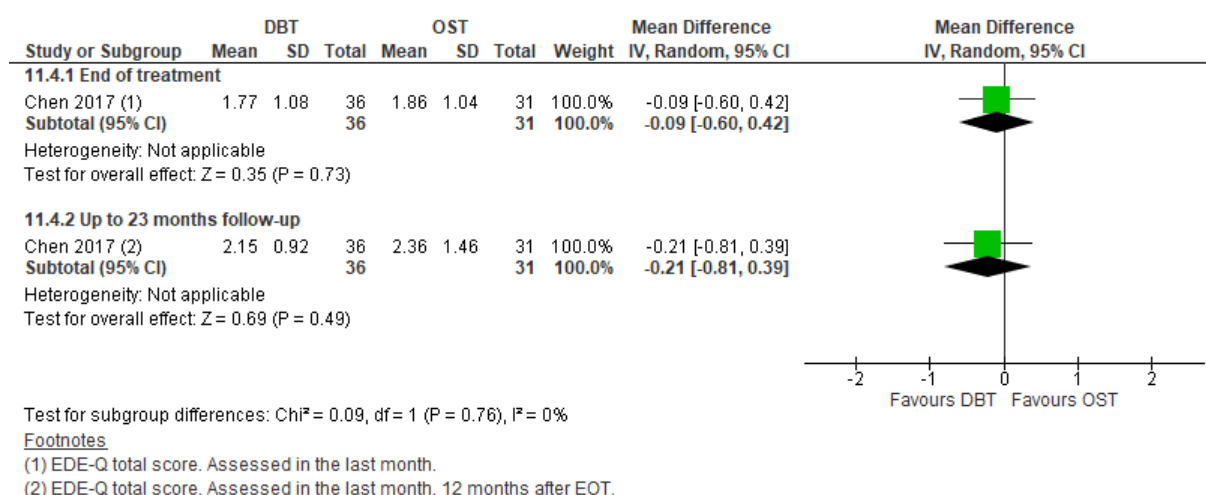 DBT OST Mean Difference Mean Difference
Study or Subgroup Mean SD Total Mean SD Total Weight IV, Random, 95% CI IV, Random, 95% CI
11.4.1 End of treatment
Chen 2017 (1) 1.77 1.08 36 1.86 1.04 31 100.0% -0.09 [-0.60, 0.42]
Subtotal (95% CI) 36 31 100.0% -0.09 [-0.60, 0.42]
Heterogeneity: Not applicable
Test for overall effect: Z = 0.35 (P = 0.73)
11.4.2 Up to 23 months follow-up
Chen 2017 (2) 2.15 0.92 36 2.36 1.46 31 100.0% -0.21 [-0.81, 0.39]
Subtotal (95% CI) 36 31 100.0% -0.21 [-0.81, 0.39]
Heterogeneity: Not applicable
Test for overall effect: Z = 0.69 (P = 0.49)
-2 -1 0 1 2
Favours DBT Favours OST
Test for subgroup differences: Chi² = 0.09, df = 1 (P = 0.76), I² = 0%
Footnotes
(1) EDE-Q total score. Assessed in the last month.
(2) EDE-Q total score. Assessed in the last month. 12 months after EOT.